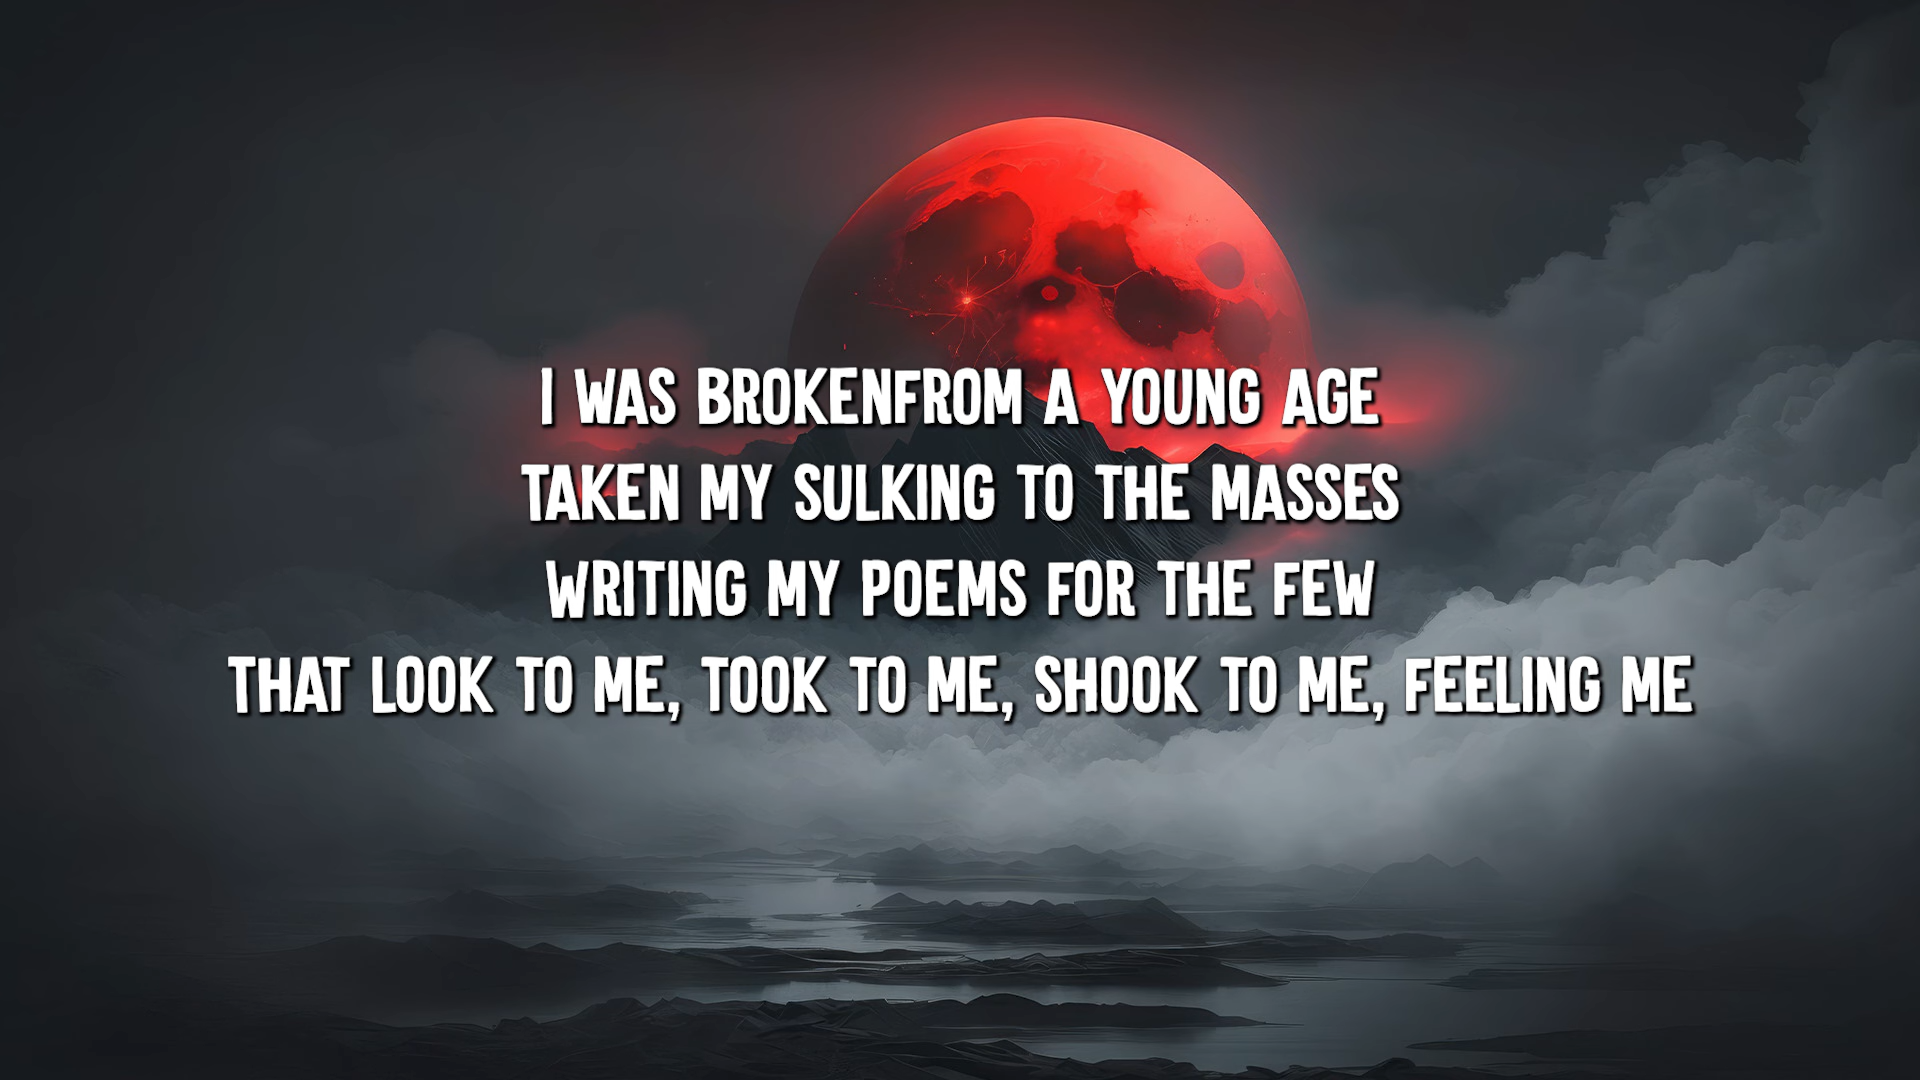 I WAS BROKENFROM A YOUNG AGE
TAKEN MY SULKING TO THE MASSES
WRITING MY POEMS FOR THE FEW
THAT LOOK TO ME, TOOK TO ME, SHOOK TO ME, FEELING ME